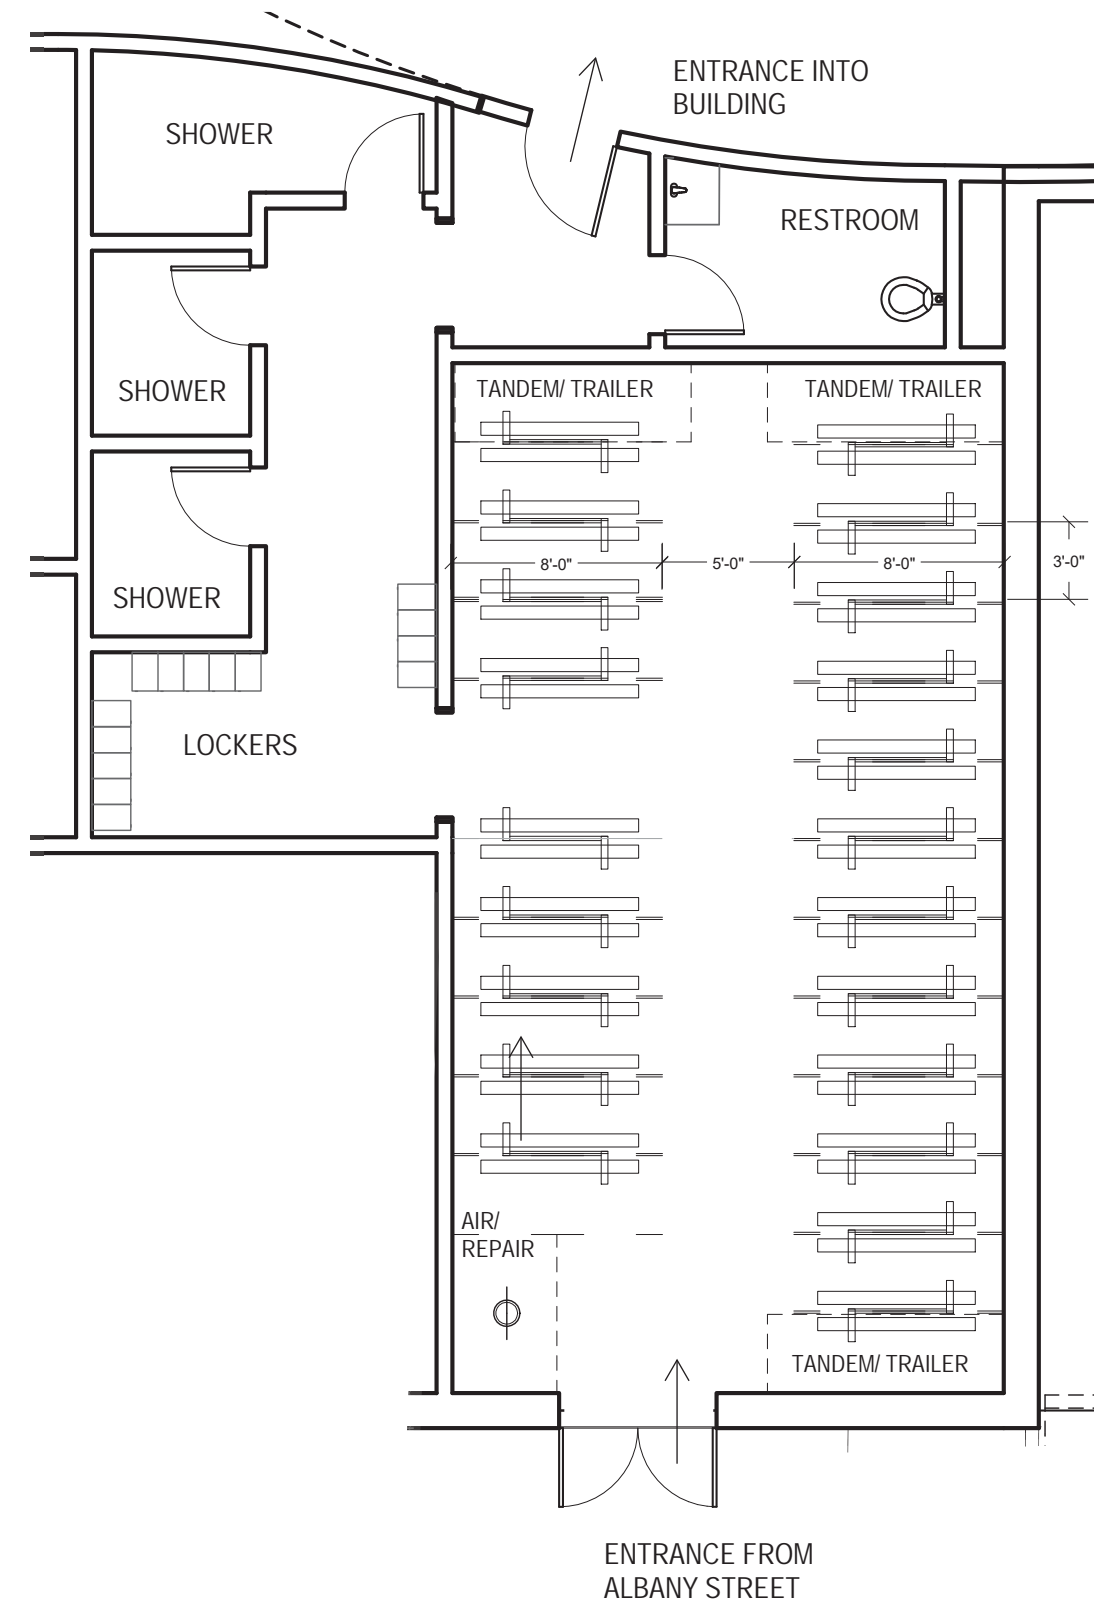 ENTRANCE INTO
BUILDING
SHOWER
RESTROOM
SHOWER
TANDEM/ TRAILER
TANDEM/ TRAILER
8'-0"
5'-0"
8'-0"
3'-0"
SHOWER
LOCKERS
AIR/
REPAIR
TANDEM/ TRAILER
ENTRANCE FROM
ALBANY STREET